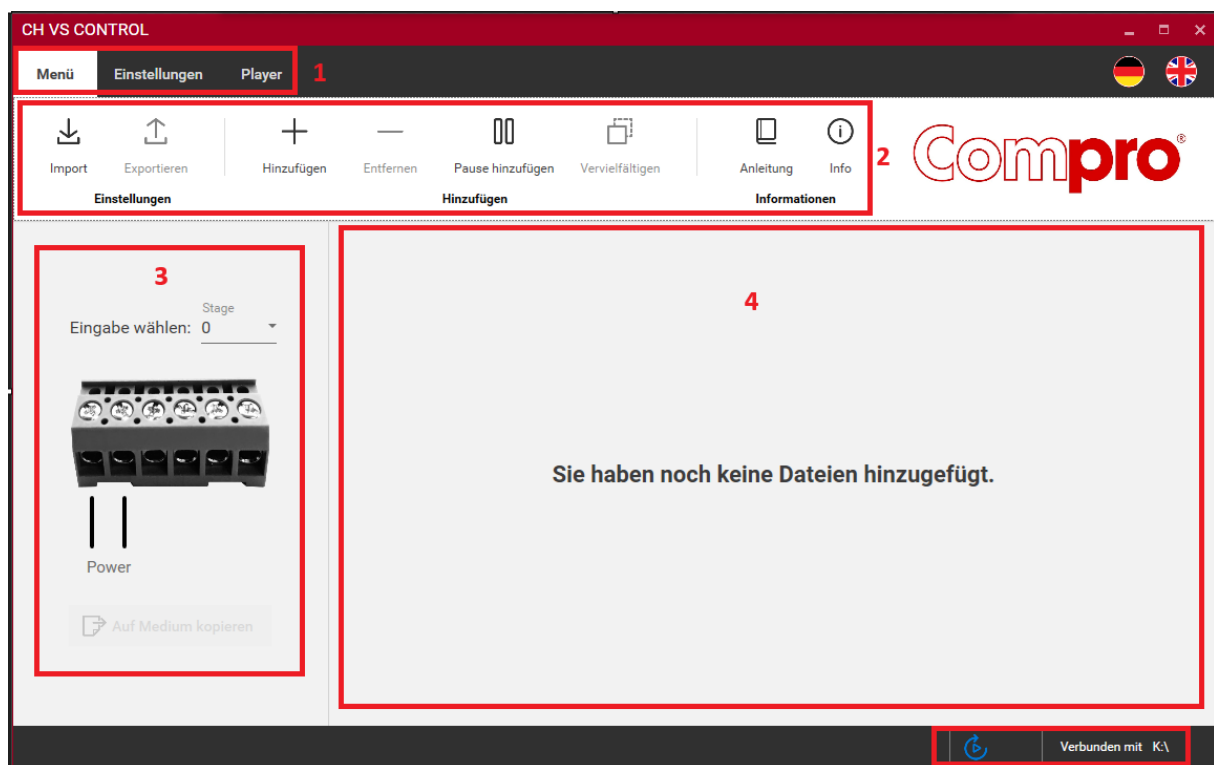 CH VS CONTROL
Menü Einstellungen Player 1
Import Exportieren Hinzufügen Entfernen Pause hinzufügen Vervielfältigen Anleitung Info 2
Einstellungen Hinzufügen Informationen
Compro®
3
Stage
Eingabe wählen: 0
Power
Auf Medium kopieren
4
Sie haben noch keine Dateien hinzugefügt.
Verbunden mit K:\